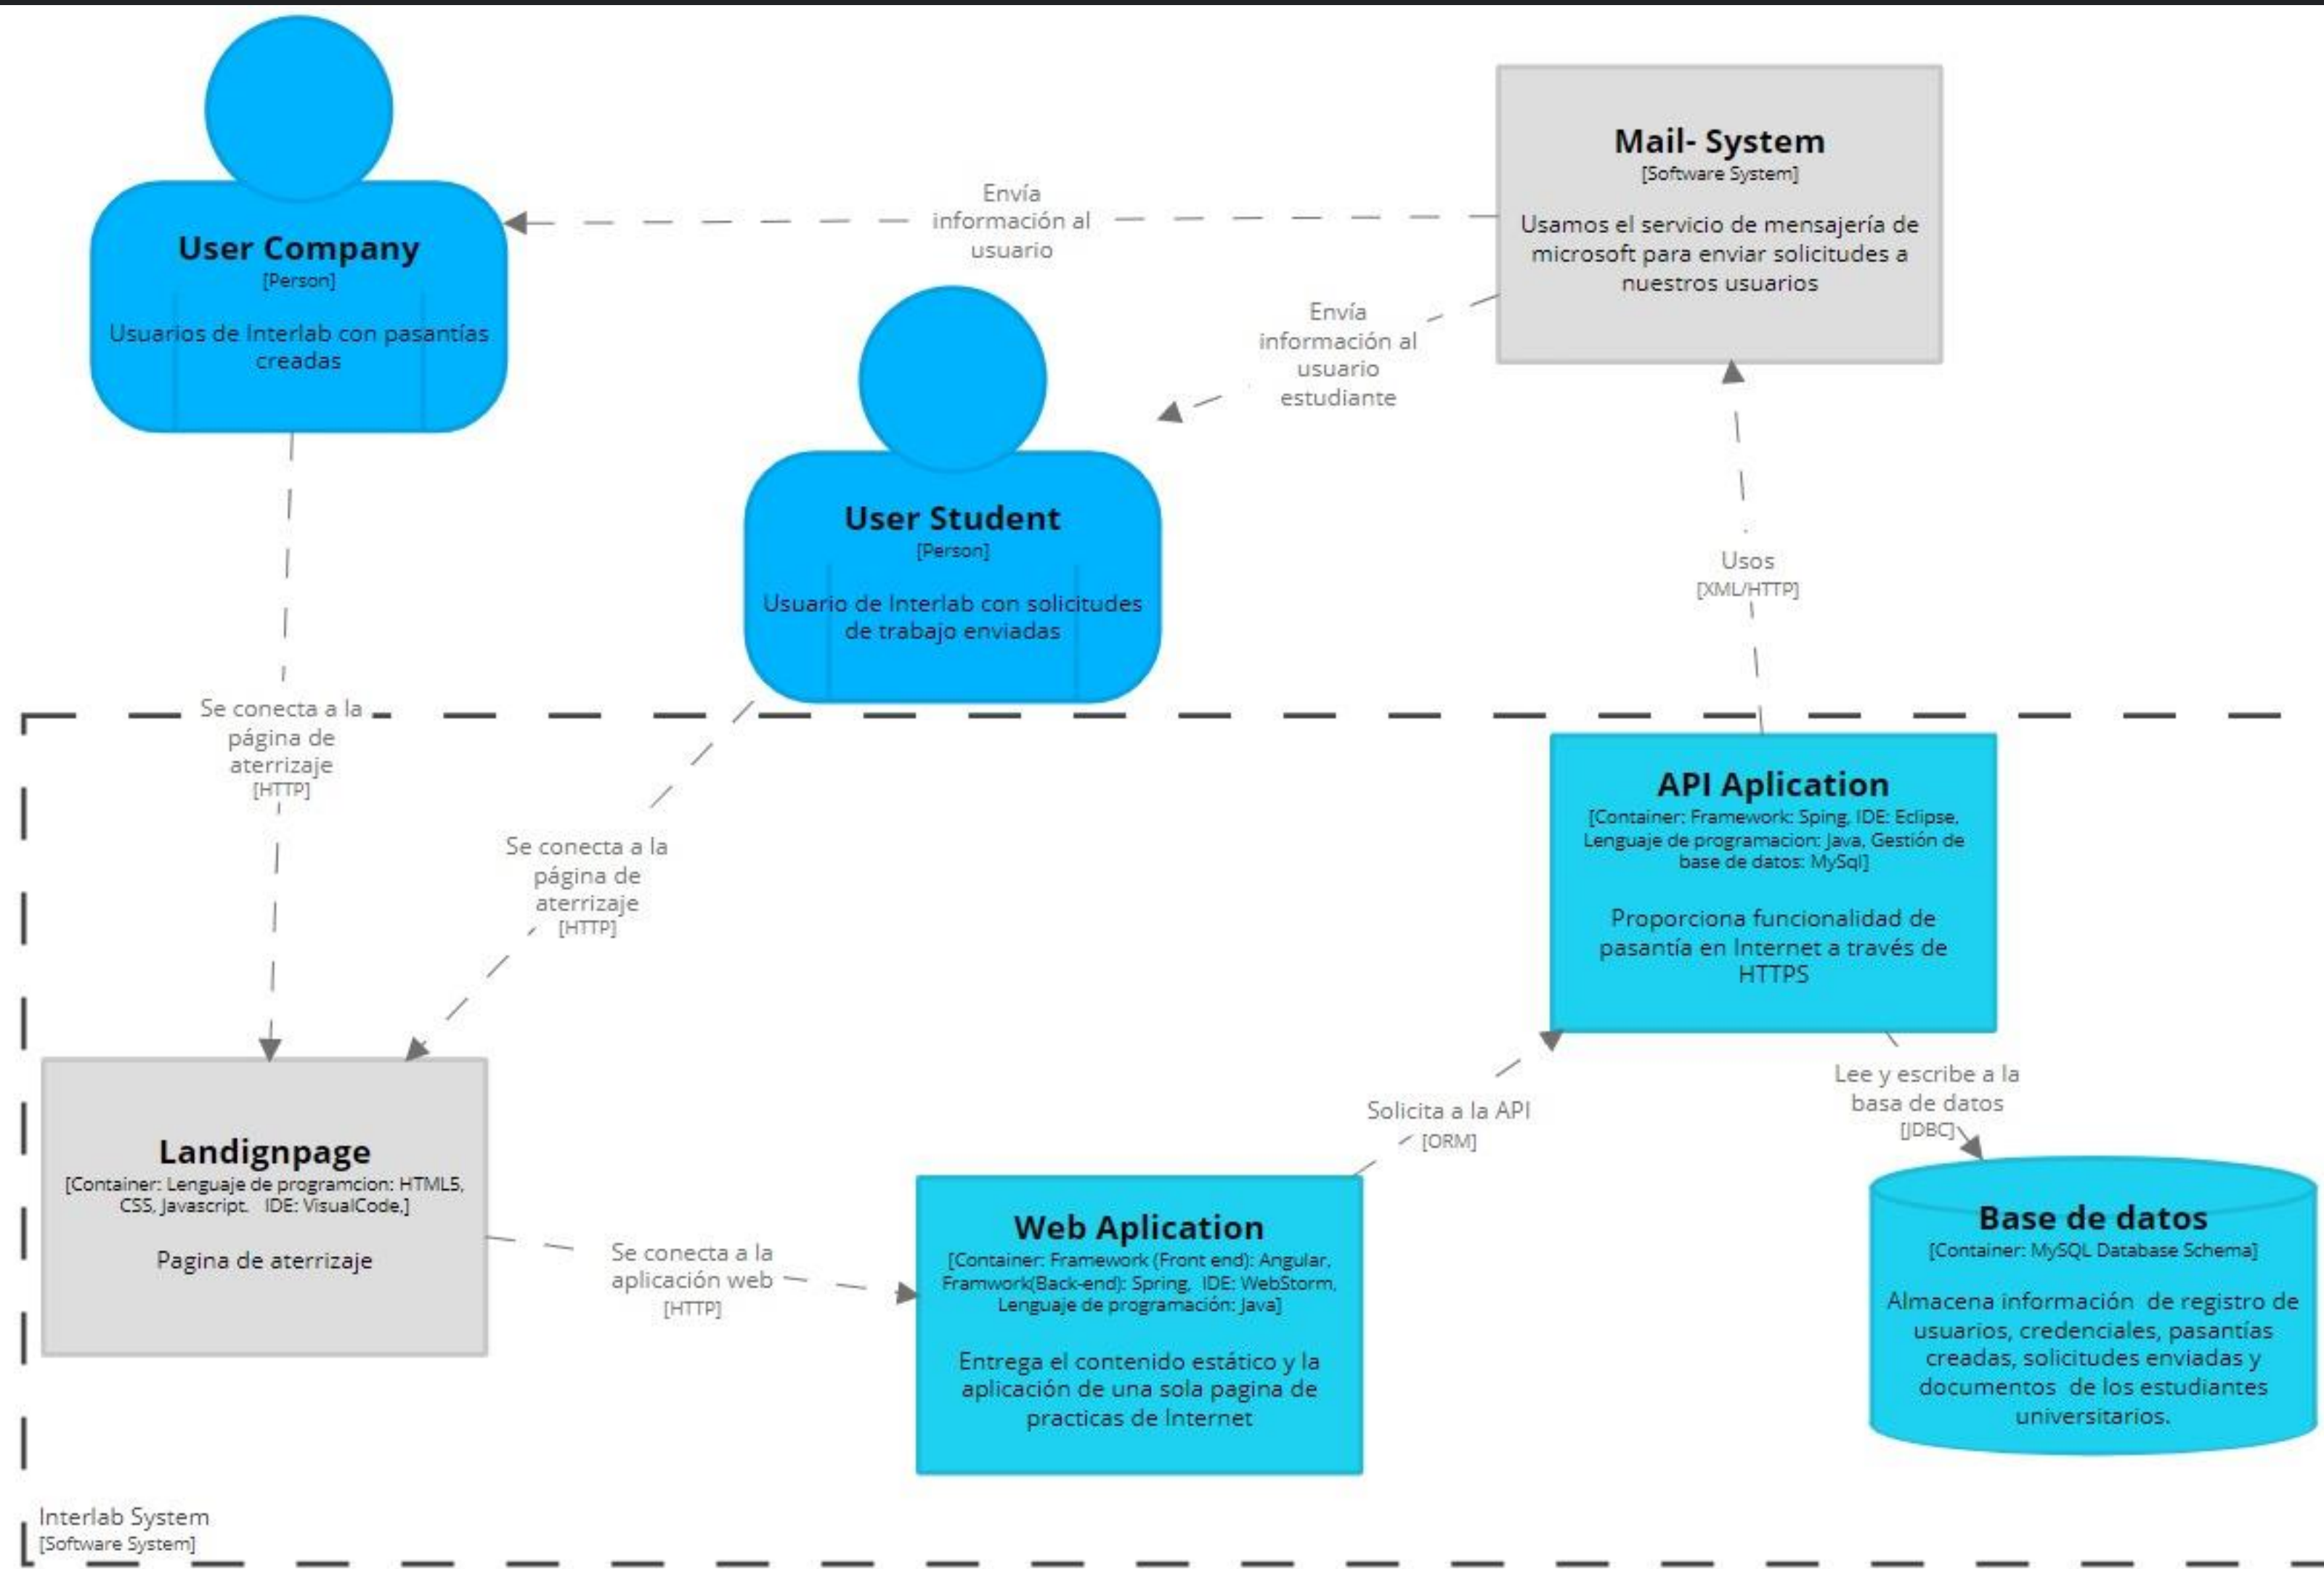 User Company
[Person]
Usuarios de Interlab con pasantías
creadas
Envía
información al
usuario
Mail- System
[Software System]
Usamos el servicio de mensajería de
microsoft para enviar solicitudes a
nuestros usuarios
Envía
información al
usuario
estudiante
User Student
[Person]
Usuario de Interlab con solicitudes
de trabajo enviadas
Usos
[XML/HTTP]
Se conecta a la
página de
aterrizaje
[HTTP]
Se conecta a la
página de
aterrizaje
[HTTP]
API Aplication
[Container: Framework: Sping, IDE: Eclipse,
Lenguaje de programacion: Java, Gestión de
base de datos: MySql]
Proporciona funcionalidad de
pasantía en Internet a través de
HTTPS
Landignpage
[Container: Lenguaje de programcion: HTML5,
CSS, Javascript. IDE: VisualCode,]
Pagina de aterrizaje
Se conecta a la
aplicación web
[HTTP]
Web Aplication
[Container: Framework (Front end): Angular,
Framwork(Back-end): Spring, IDE: WebStorm,
Lenguaje de programación: Java]
Entrega el contenido estático y la
aplicación de una sola pagina de
practicas de Internet
Solicita a la API
[ORM]
Lee y escribe a la
basa de datos
[JDBC]
Base de datos
[Container: MySQL Database Schema]
Almacena información de registro de
usuarios, credenciales, pasantías
creadas, solicitudes enviadas y
documentos de los estudiantes
universitarios.
Interlab System
[Software System]